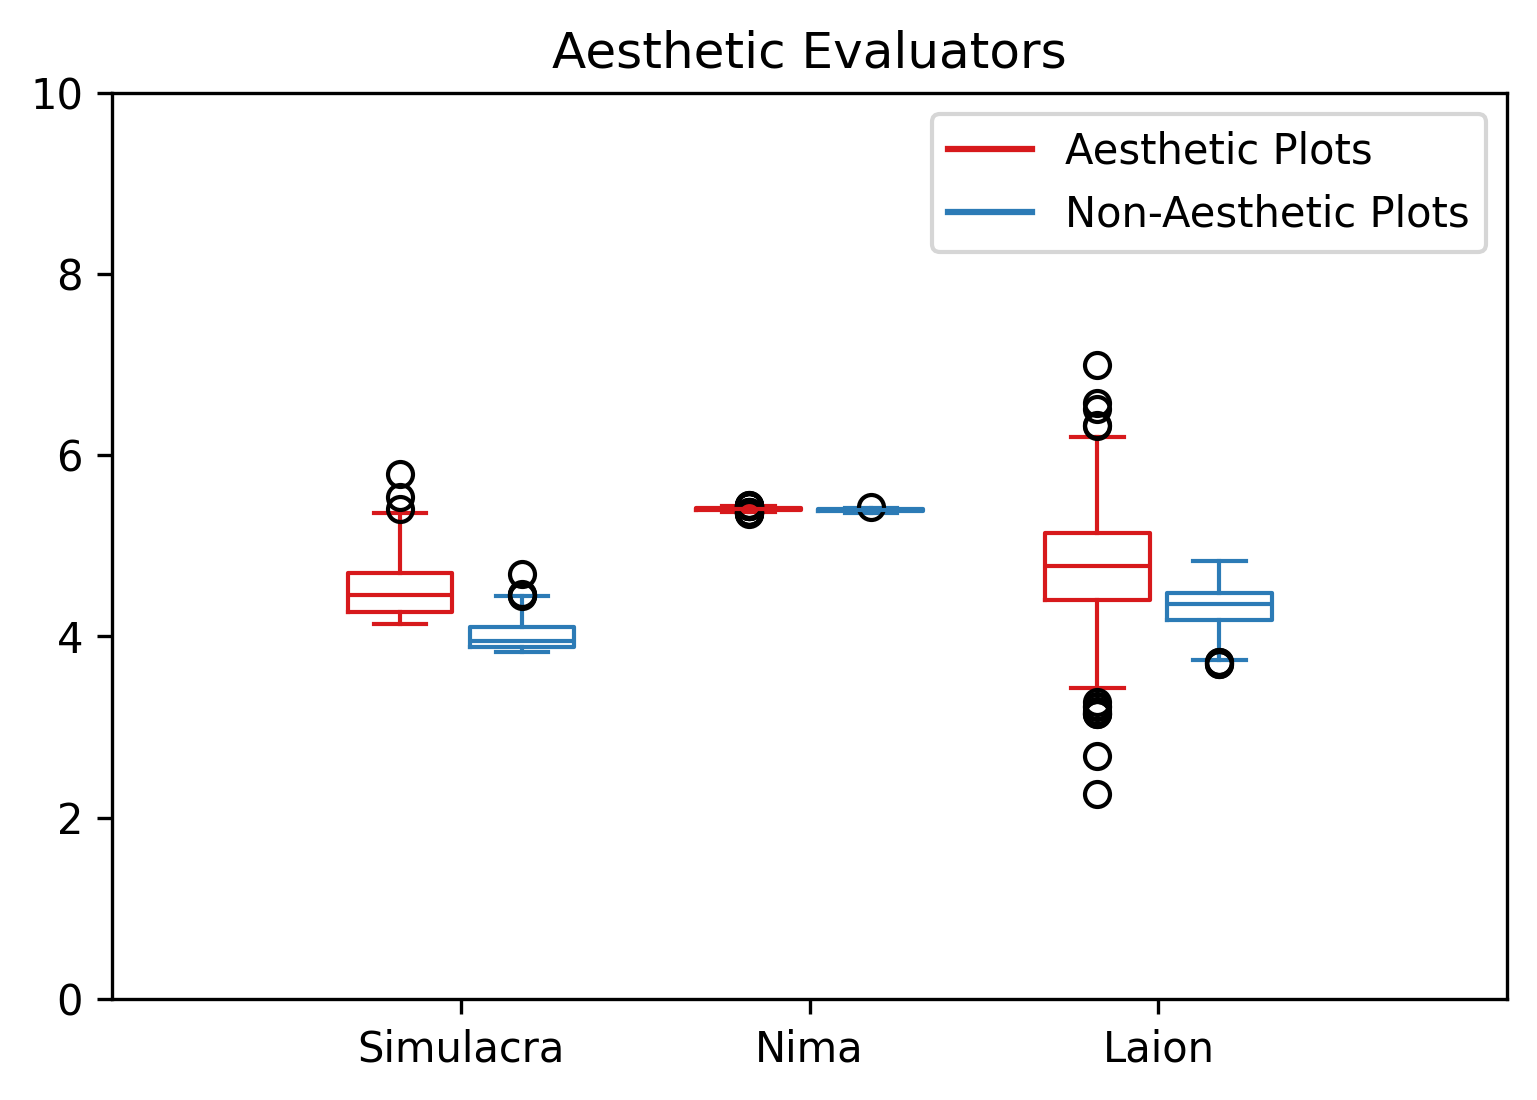 Aesthetic Evaluators
10
8
6
4
2
0
Aesthetic Plots
Non-Aesthetic Plots
Simulacra
Nima
Laion